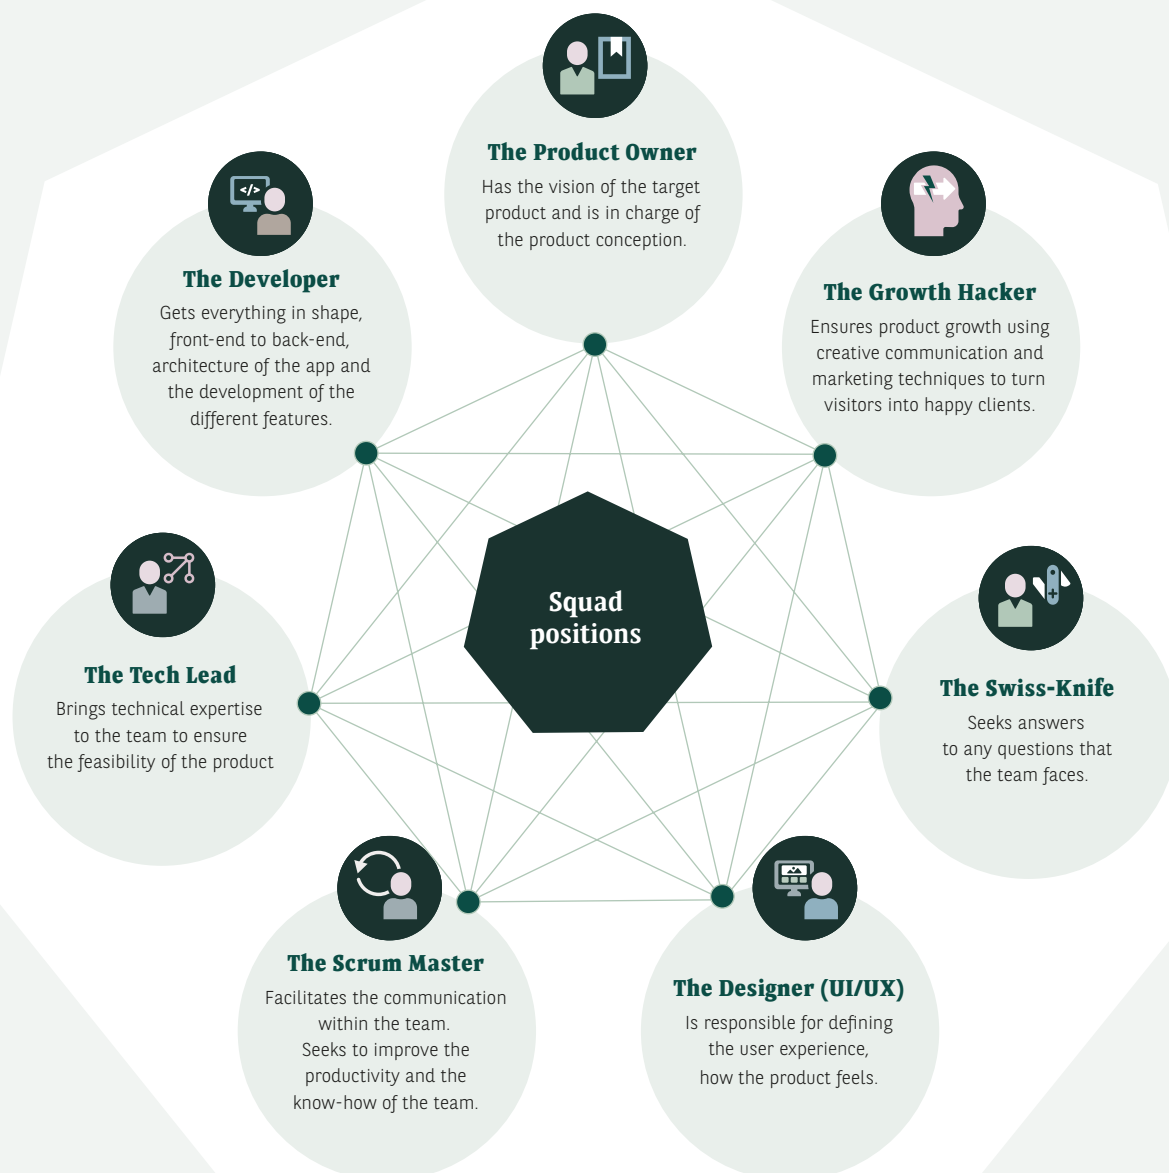 The Product Owner
Has the vision of the target
product and is in charge of
the product conception.
</>
The Developer
Gets everything in shape,
front-end to back-end,
architecture of the app and
the development of the
different features.
The Growth Hacker
Ensures product growth using
creative communication and
marketing techniques to turn
visitors into happy clients.
Squad
positions
The Tech Lead
Brings technical expertise
to the team to ensure
the feasibility of the product
The Swiss-Knife
Seeks answers
to any questions that
the team faces.
The Scrum Master
Facilitates the communication
within the team.
Seeks to improve the
productivity and the
know-how of the team.
The Designer (UI/UX)
Is responsible for defining
the user experience,
how the product feels.